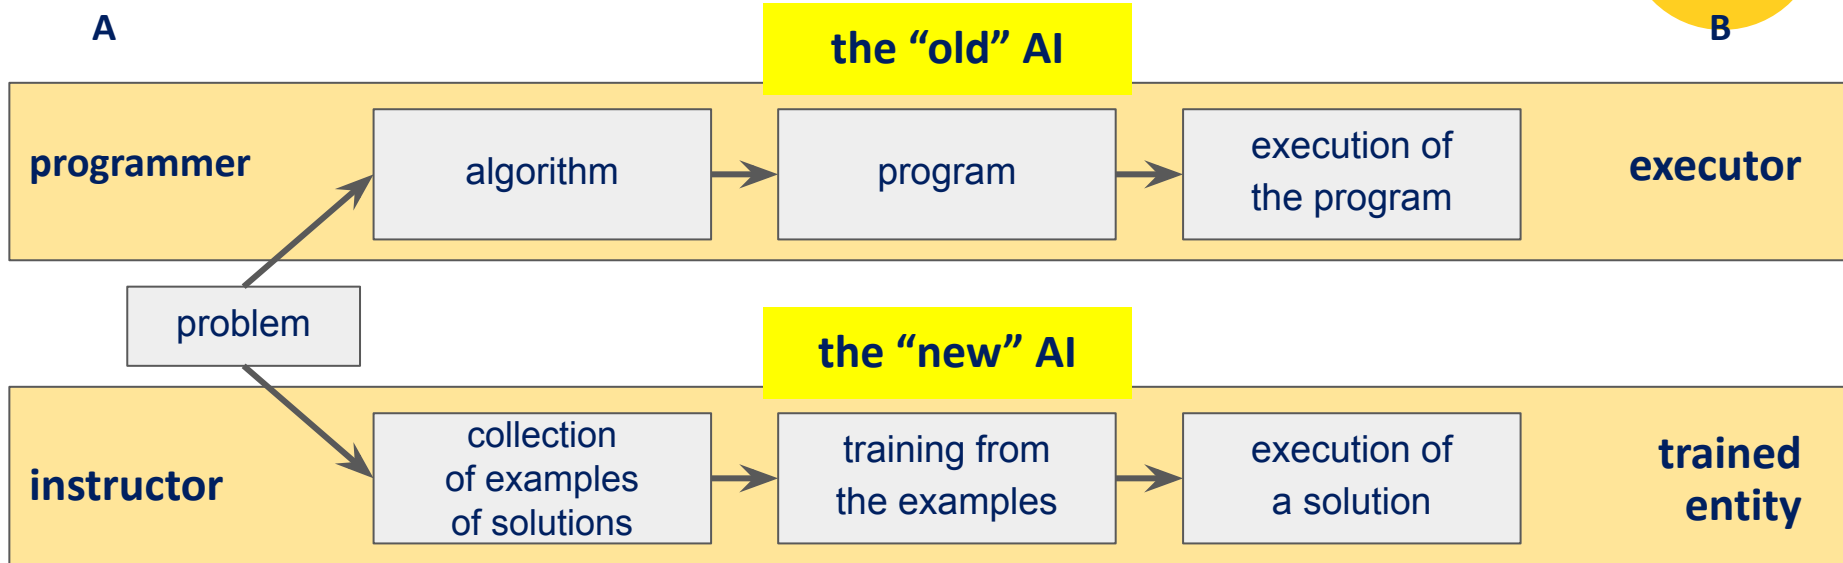 A
B
the “old” AI
programmer
algorithm
program
execution of
the program
executor
problem
the “new” AI
instructor
collection
of examples
of solutions
training from
the examples
execution of
a solution
trained
entity